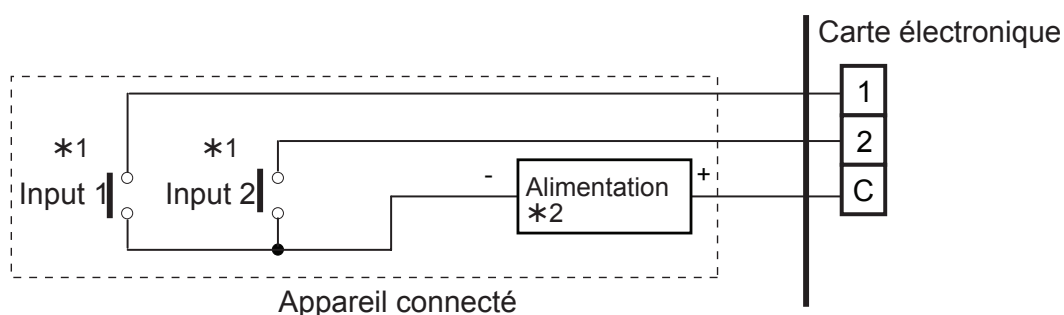 Carte électronique
1
∗1
∗1
2
Input 1
Input 2
-
Alimentation
∗2
+
C
Appareil connecté